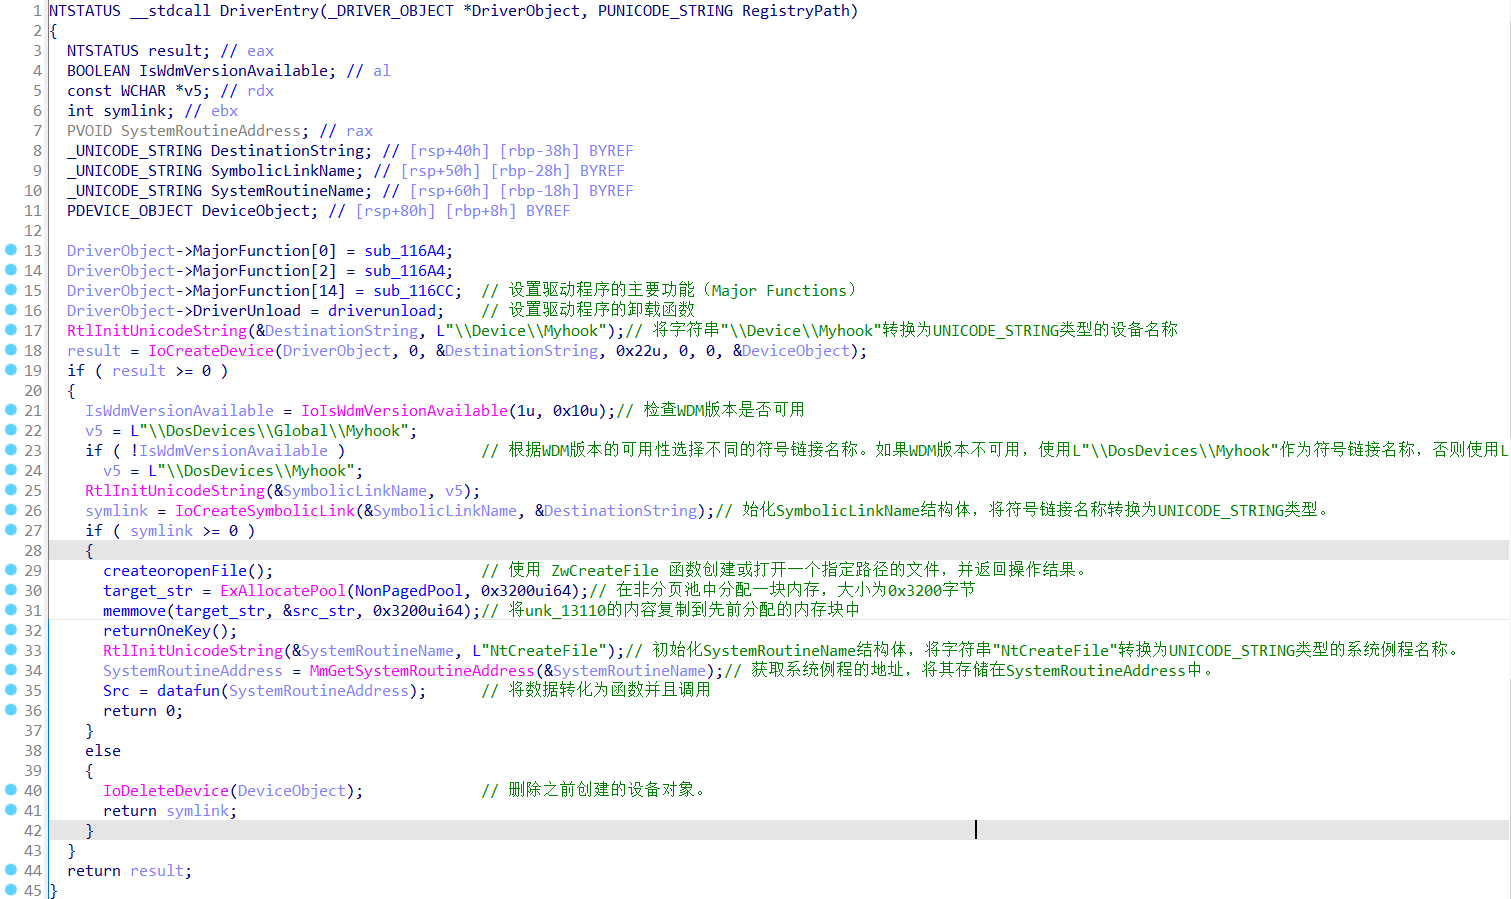 1 NTSTATUS __stdcall DriverEntry(_DRIVER_OBJECT *DriverObject, PUNICODE_STRING RegistryPath)
2 {
3 NTSTATUS result; // eax
4 BOOLEAN IsWdmVersionAvailable; // al
5 const WCHAR *v5; // rdx
6 int symlink; // ebx
7 PVOID SystemRoutineAddress; // rax
8 _UNICODE_STRING DestinationString; // [rsp+40h] [rbp-38h] BYREF
9 _UNICODE_STRING SymbolicLinkName; // [rsp+50h] [rbp-28h] BYREF
10 _UNICODE_STRING SystemRoutineName; // [rsp+60h] [rbp-18h] BYREF
11 PDEVICE_OBJECT DeviceObject; // [rsp+80h] [rbp+8h] BYREF
12
13 DriverObject->MajorFunction[0] = sub_116A4;
14 DriverObject->MajorFunction[2] = sub_116A4;
15 DriverObject->MajorFunction[14] = sub_116CC; // 设置驱动程序的主要功能（Major Functions）
16 DriverObject->DriverUnload = driverunload; // 设置驱动程序的卸载函数
17 RtlInitUnicodeString(&DestinationString, L"\\Device\\Myhook");// 将字符串"\\Device\\Myhook"转换为UNICODE_STRING类型的设备名称
18 result = IoCreateDevice(DriverObject, 0, &DestinationString, 0x22u, 0, 0, &DeviceObject);
19 if ( result >= 0 )
20 {
21 IsWdmVersionAvailable = IoIsWdmVersionAvailable(1u, 0x10u);// 检查WDM版本是否可用
22 v5 = L"\\DosDevices\\Global\\Myhook";
23 if ( !IsWdmVersionAvailable ) // 根据WDM版本的可用性选择不同的符号链接名称。如果WDM版本不可用，使用L"\\DosDevices\\Myhook"作为符号链接名称，否则使用L
24 v5 = L"\\DosDevices\\Myhook";
25 RtlInitUnicodeString(&SymbolicLinkName, v5);
26 symlink = IoCreateSymbolicLink(&SymbolicLinkName, &DestinationString);// 始化SymbolicLinkName结构体，将符号链接名称转换为UNICODE_STRING类型。
27 if ( symlink >= 0 )
28 {
29 createoropenFile(); // 使用 ZwCreateFile 函数创建或打开一个指定路径的文件，并返回操作结果。
30 target_str = ExAllocatePool(NonPagedPool, 0x3200ui64);// 在非分页池中分配一块内存，大小为0x3200字节
31 memmove(target_str, &src_str, 0x3200ui64);// 将unk_13110的内容复制到先前分配的内存块中
32 returnOneKey();
33 RtlInitUnicodeString(&SystemRoutineName, L"NtCreateFile");// 初始化SystemRoutineName结构体，将字符串"NtCreateFile"转换为UNICODE_STRING类型的系统例程名称。
34 SystemRoutineAddress = MmGetSystemRoutineAddress(&SystemRoutineName);// 获取系统例程的地址，将其存储在SystemRoutineAddress中。
35 Src = datafun(SystemRoutineAddress); // 将数据转化为函数并且调用
36 return 0;
37 }
38 else
39 {
40 IoDeleteDevice(DeviceObject); // 删除之前创建的设备对象。
41 return symlink;
42 }
43 }
44 return result;
45 }